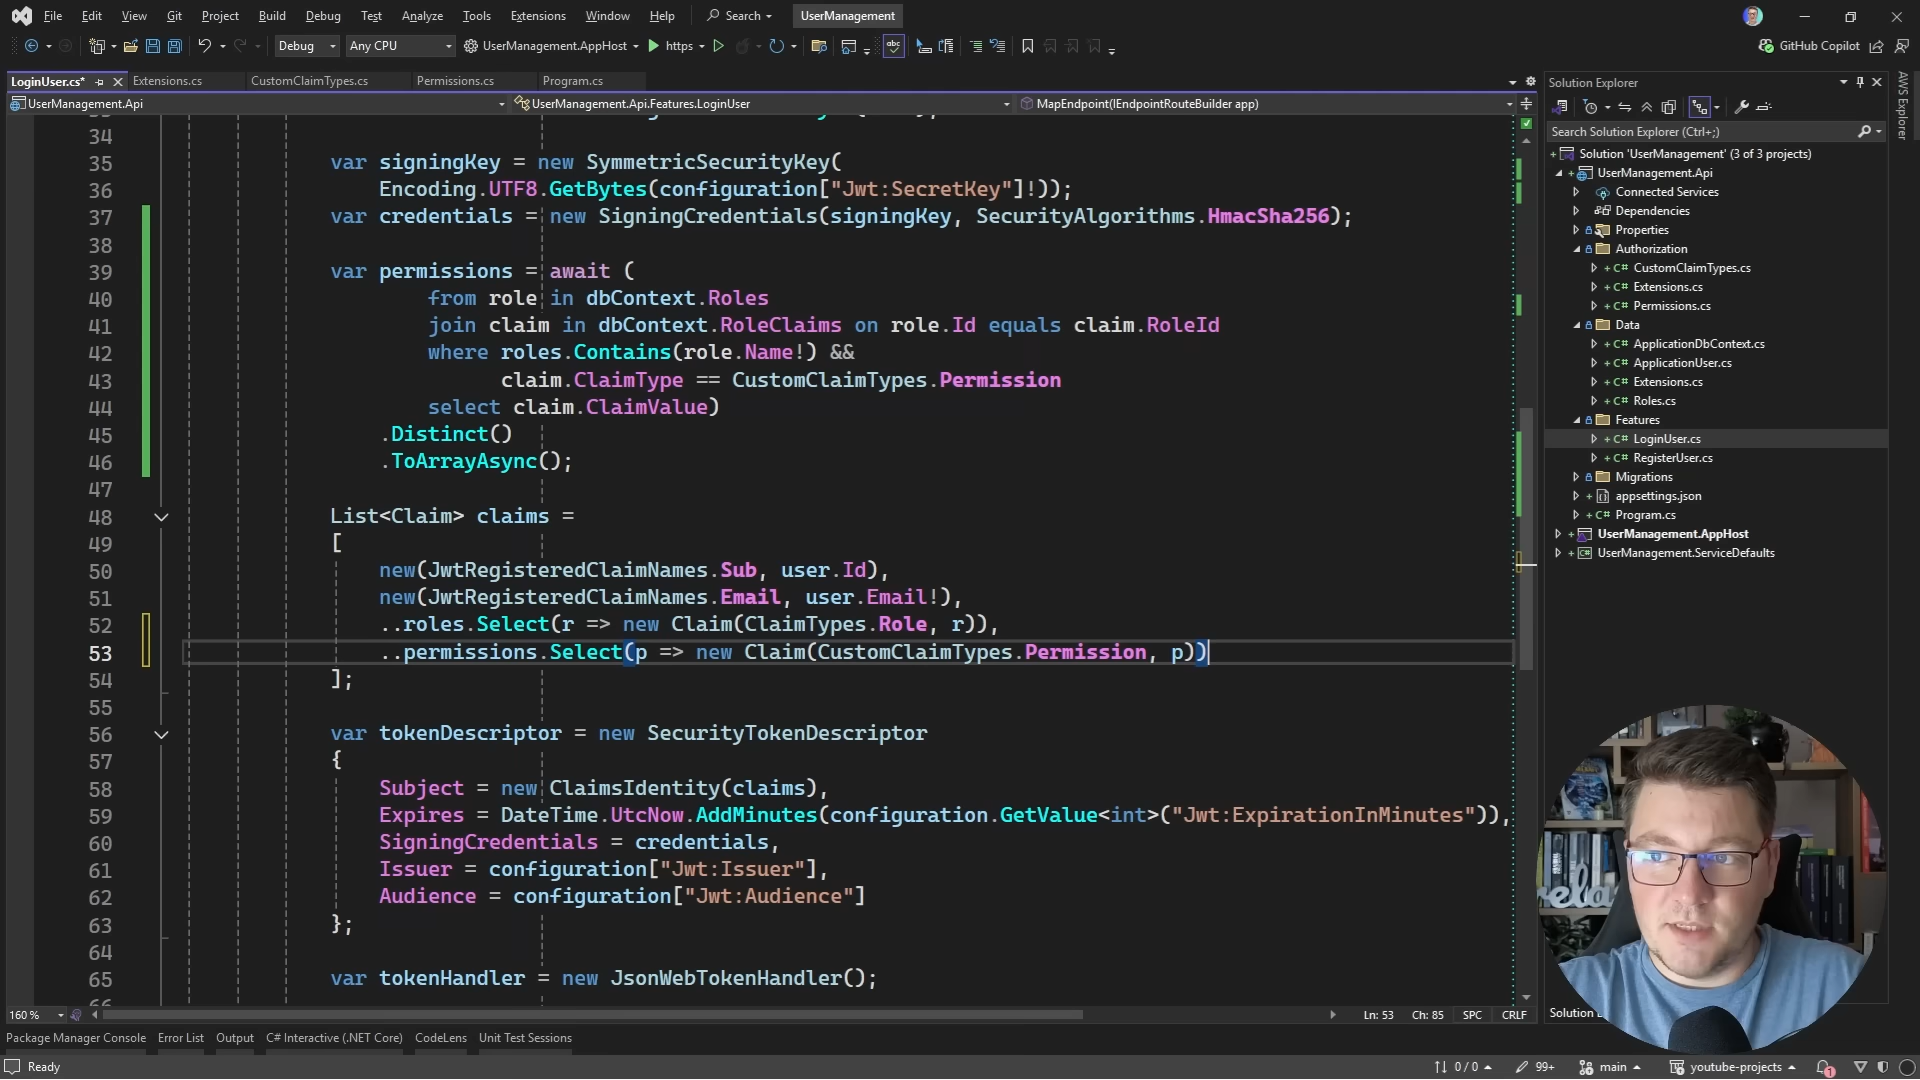 File Edit View Git Project Build Debug Test Analyze Tools Extensions Window Help Search UserManagement
Debug Any CPU UserManagement.AppHost https GitHub Copilot
LoginUser.cs* Extensions.cs CustomClaimTypes.cs Permissions.cs Program.cs
UserManagement.Api UserManagement.Api.Features.LoginUser MapEndpoint(IEndpointRouteBuilder app)
34
35 var signingKey = new SymmetricSecurityKey(
36 Encoding.UTF8.GetBytes(configuration["Jwt:SecretKey"]!));
37 var credentials = new SigningCredentials(signingKey, SecurityAlgorithms.HmacSha256);
38
39 var permissions = await (
40 from role in dbContext.Roles
41 join claim in dbContext.RoleClaims on role.Id equals claim.RoleId
42 where roles.Contains(role.Name!) &&
43 claim.ClaimType == CustomClaimTypes.Permission
44 select claim.ClaimValue)
45 .Distinct()
46 .ToArrayAsync();
47
48 List<Claim> claims =
49 [
50 new(JwtRegisteredClaimNames.Sub, user.Id),
51 new(JwtRegisteredClaimNames.Email, user.Email!),
52 ..roles.Select(r => new Claim(ClaimTypes.Role, r)),
53 ..permissions.Select(p => new Claim(CustomClaimTypes.Permission, p))
54 ];
55
56 var tokenDescriptor = new SecurityTokenDescriptor
57 {
58 Subject = new ClaimsIdentity(claims),
59 Expires = DateTime.UtcNow.AddMinutes(configuration.GetValue<int>("Jwt:ExpirationInMinutes")),
60 SigningCredentials = credentials,
61 Issuer = configuration["Jwt:Issuer"],
62 Audience = configuration["Jwt:Audience"]
63 };
64
65 var tokenHandler = new JsonWebTokenHandler();
66
160 % Ln: 53 Ch: 85 SPC CRLF
Package Manager Console Error List Output C# Interactive (.NET Core) CodeLens Unit Test Sessions
Ready 0 / 0 99+ main youtube-projects 1
Solution Explorer
Search Solution Explorer (Ctrl+;)
Solution 'UserManagement' (3 of 3 projects)
UserManagement.Api
Connected Services
Dependencies
Properties
Authorization
C# CustomClaimTypes.cs
C# Extensions.cs
C# Permissions.cs
Data
C# ApplicationDbContext.cs
C# ApplicationUser.cs
C# Extensions.cs
C# Roles.cs
Features
C# LoginUser.cs
C# RegisterUser.cs
Migrations
appsettings.json
C# Program.cs
UserManagement.AppHost
UserManagement.ServiceDefaults
AWS Explorer